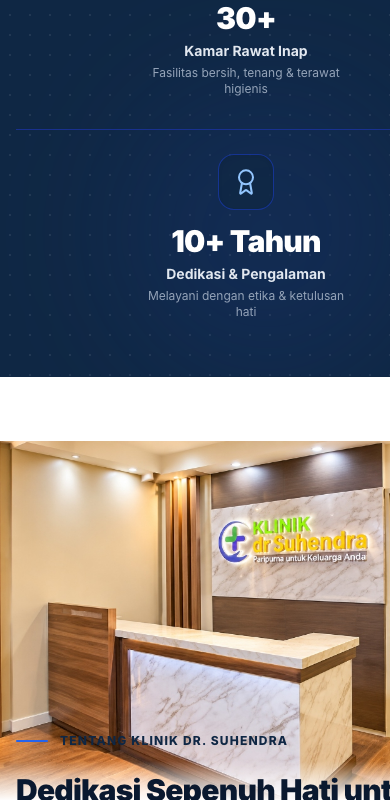 30+
Kamar Rawat Inap
Fasilitas bersih, tenang & terawat
higienis
10+ Tahun
Dedikasi & Pengalaman
Melayani dengan etika & ketulusan
hati
KLINIK
dr Suhendra
Paripurna untuk Keluarga Anda
TENTANG KLINIK DR. SUHENDRA
Dedikasi Sepenuh Hati unt